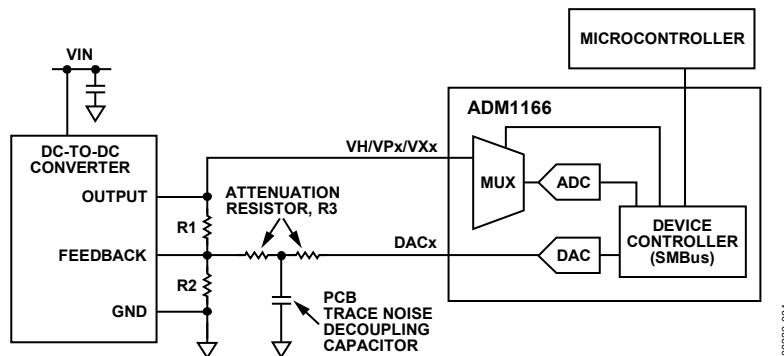 VIN
MICROCONTROLLER
ADM1166
DC-TO-DC
CONVERTER
VH/VPx/VXx
MUX
ADC
OUTPUT
ATTENUATION
RESISTOR, R3
R1
DEVICE
CONTROLLER
(SMBus)
FEEDBACK
DACx
DAC
R2
GND
PCB
TRACE NOISE
DECOUPLING
CAPACITOR